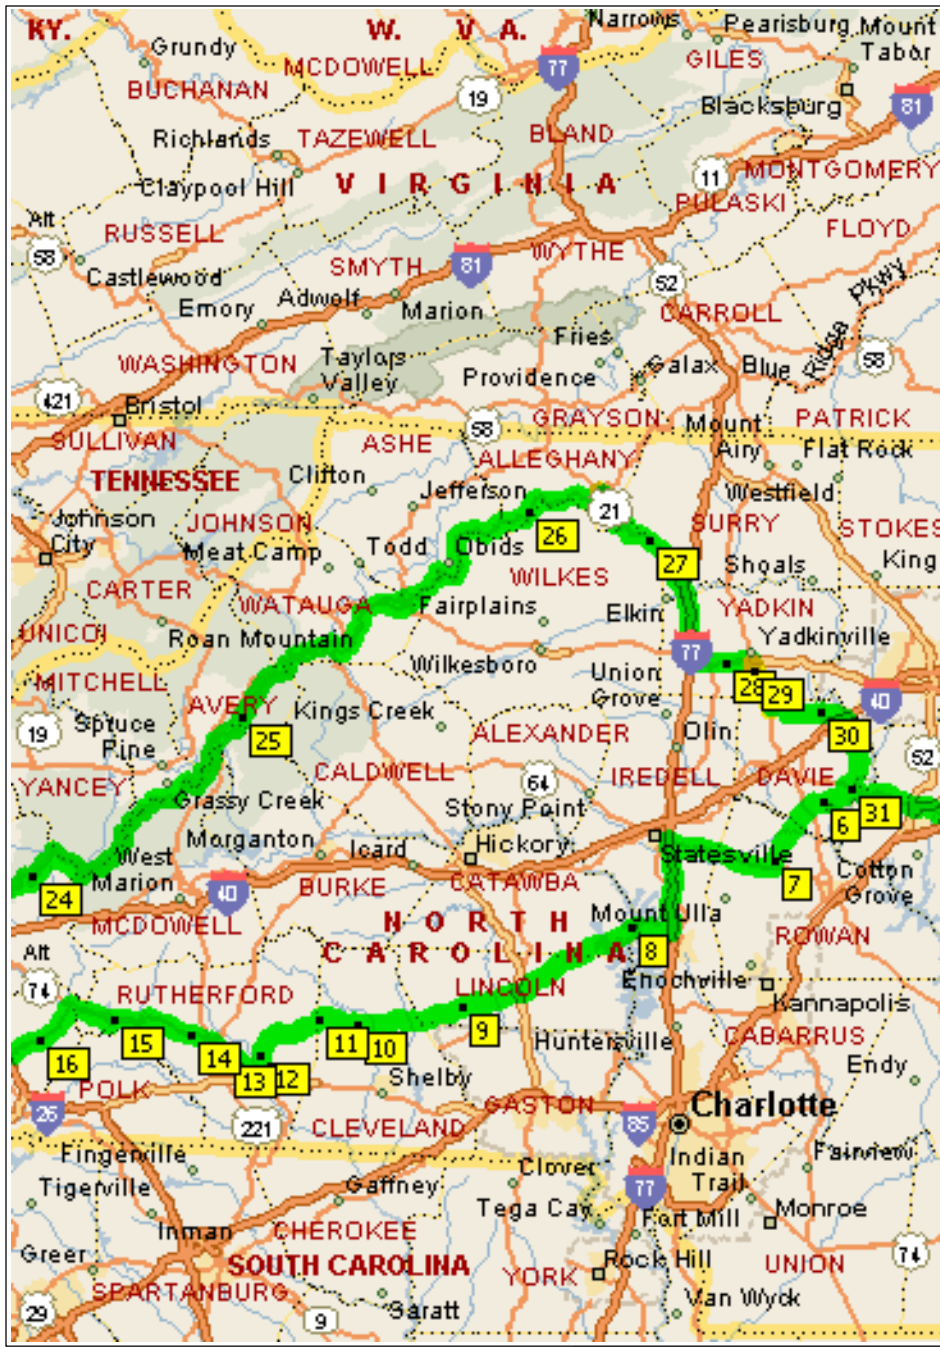 KY.
W. VA.
Narrows
Pearisburg
Mount
Tabor
Grundy
MCDOWELL
77
GILES
BUCHANAN
19
Blacksburg
81
Richlands
TAZEWELL
BLAND
MONTGOMERY
Claypool Hill
VIRGINIA
11
PULASKI
Alt
58
RUSSELL
WYTHE
FLOYD
Castlewood
SMYTH
81
52
Emory
Adwolf
Marion
CARROLL
Blue Ridge Pkwy
WASHINGTON
Taylors
Valley
Fries
Galax
58
Providence
421
Bristol
58
GRAYSON
Mount
Airy
PATRICK
SULLIVAN
ASHE
ALLEGHANY
Flat Rock
TENNESSEE
Clifton
Jefferson
21
Westfield
Johnson
City
JOHNSON
26
SURRY
STOKES
Meat Camp
Todd
Obids
27
Shoals
King
CARTER
WILKES
WATAUGA
Fairplains
Elkin
YADKIN
UNICOI
Roan Mountain
Yadkinville
Wilkesboro
77
Union
Grove
MITCHELL
28
29
40
AVERY
Kings Creek
19
Spruce
Pine
25
ALEXANDER
Olin
30
52
YANCEY
CALDWELL
64
IREDELL
DAVIE
Grassy Creek
Stony Point
6
31
Morganton
Icard
Hickory
Statesville
West
Marion
7
Cotton
Grove
24
40
BURKE
CATAWBA
MCDOWELL
NORTH
CAROLINA
Mount Ulla
ROWAN
Alt
74
8
Enochville
RUTHERFORD
LINCOLN
Kannapolis
16
15
14
13
12
11
10
9
Huntersville
CABARRUS
Endy
POLK
Shelby
26
221
CLEVELAND
GASTON
85
Charlotte
Fingerville
Clover
Indian
Trail
Fairview
Tigerville
Gaffney
77
Tega Cay
Fort Mill
Monroe
Inman
CHEROKEE
Greer
SOUTH CAROLINA
YORK
Rock Hill
UNION
74
SPARTANBURG
29
9
Saratt
Van Wyck